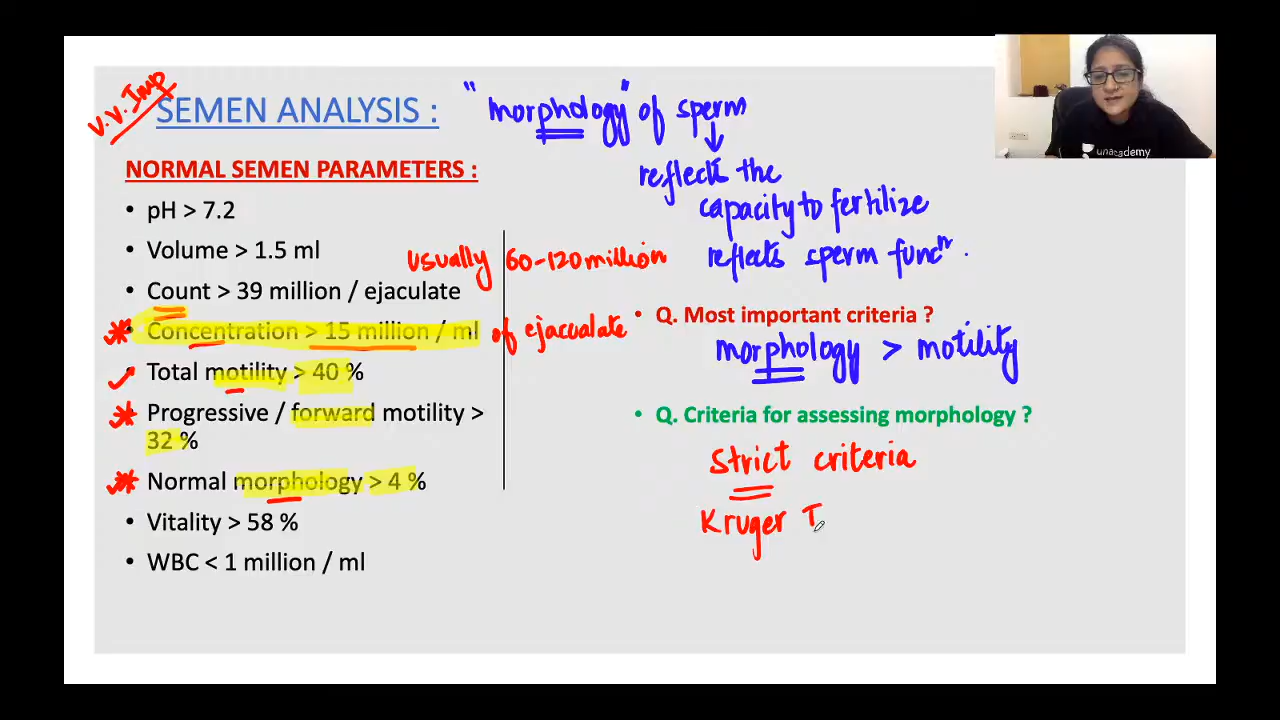 V.V. Imp
SEMEN ANALYSIS :
NORMAL SEMEN PARAMETERS :
• pH > 7.2
• Volume > 1.5 ml
• Count > 39 million / ejaculate
usually 60-120 million
• Concentration > 15 million / ml of ejaculate
• Total motility > 40 %
• Progressive / forward motility >
32 %
• Normal morphology > 4 %
• Vitality > 58 %
• WBC < 1 million / ml
"morphology" of sperm
↓
reflects the
capacity to fertilize
reflects sperm funcⁿ.
• Q. Most important criteria ?
morphology > motility
• Q. Criteria for assessing morphology ?
Strict criteria
Kruger T
unacademy